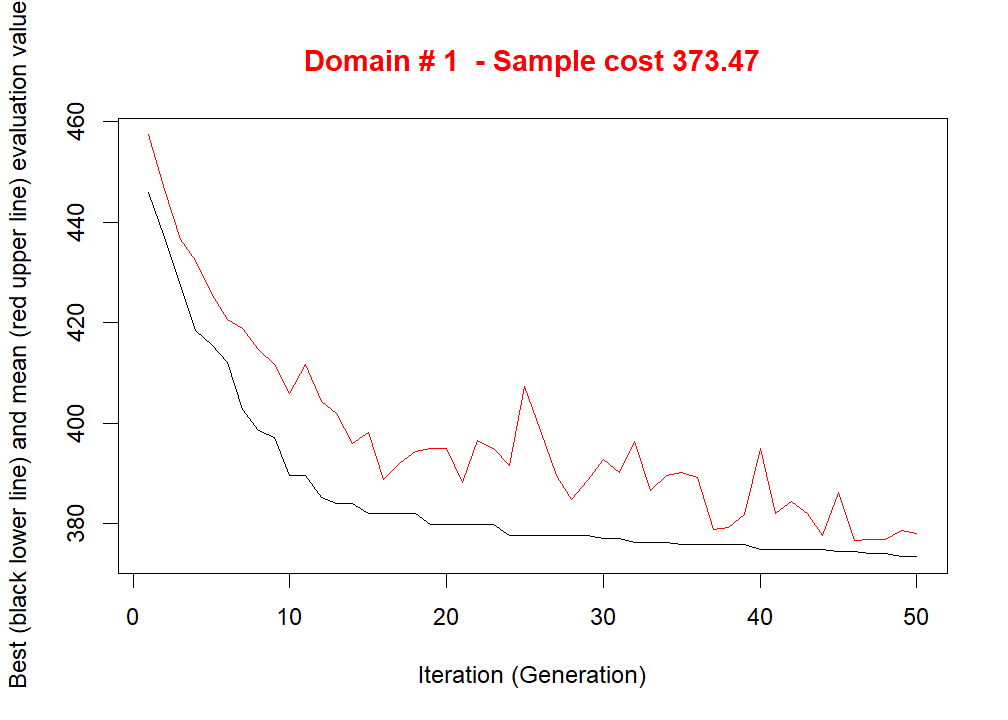 Domain # 1  - Sample cost 373.47
Best (black lower line) and mean (red upper line) evaluation value
460
440
420
400
380
0 10 20 30 40 50
Iteration (Generation)